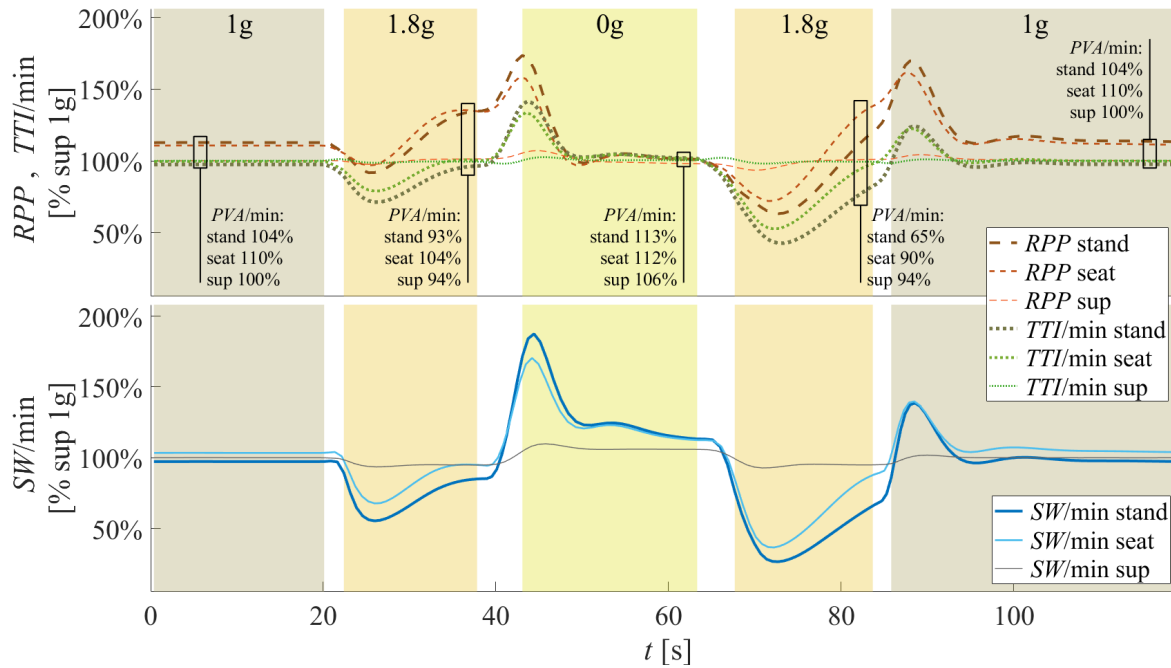 200%
1g
1.8g
0g
1.8g
1g
150%
100%
50%
RPP , TTI/min
[% sup 1g]
PVA/min:
stand 104%
seat 110%
sup 100%
PVA/min:
stand 93%
seat 104%
sup 94%
PVA/min:
stand 113%
seat 112%
sup 106%
PVA/min:
stand 65%
seat 90%
sup 94%
PVA/min:
stand 104%
seat 110%
sup 100%
RPP stand
RPP seat
RPP sup
TTI/min stand
TTI/min seat
TTI/min sup
200%
150%
100%
50%
SW/min
[% sup 1g]
SW/min stand
SW/min seat
SW/min sup
0
20
40
60
80
100
t [s]